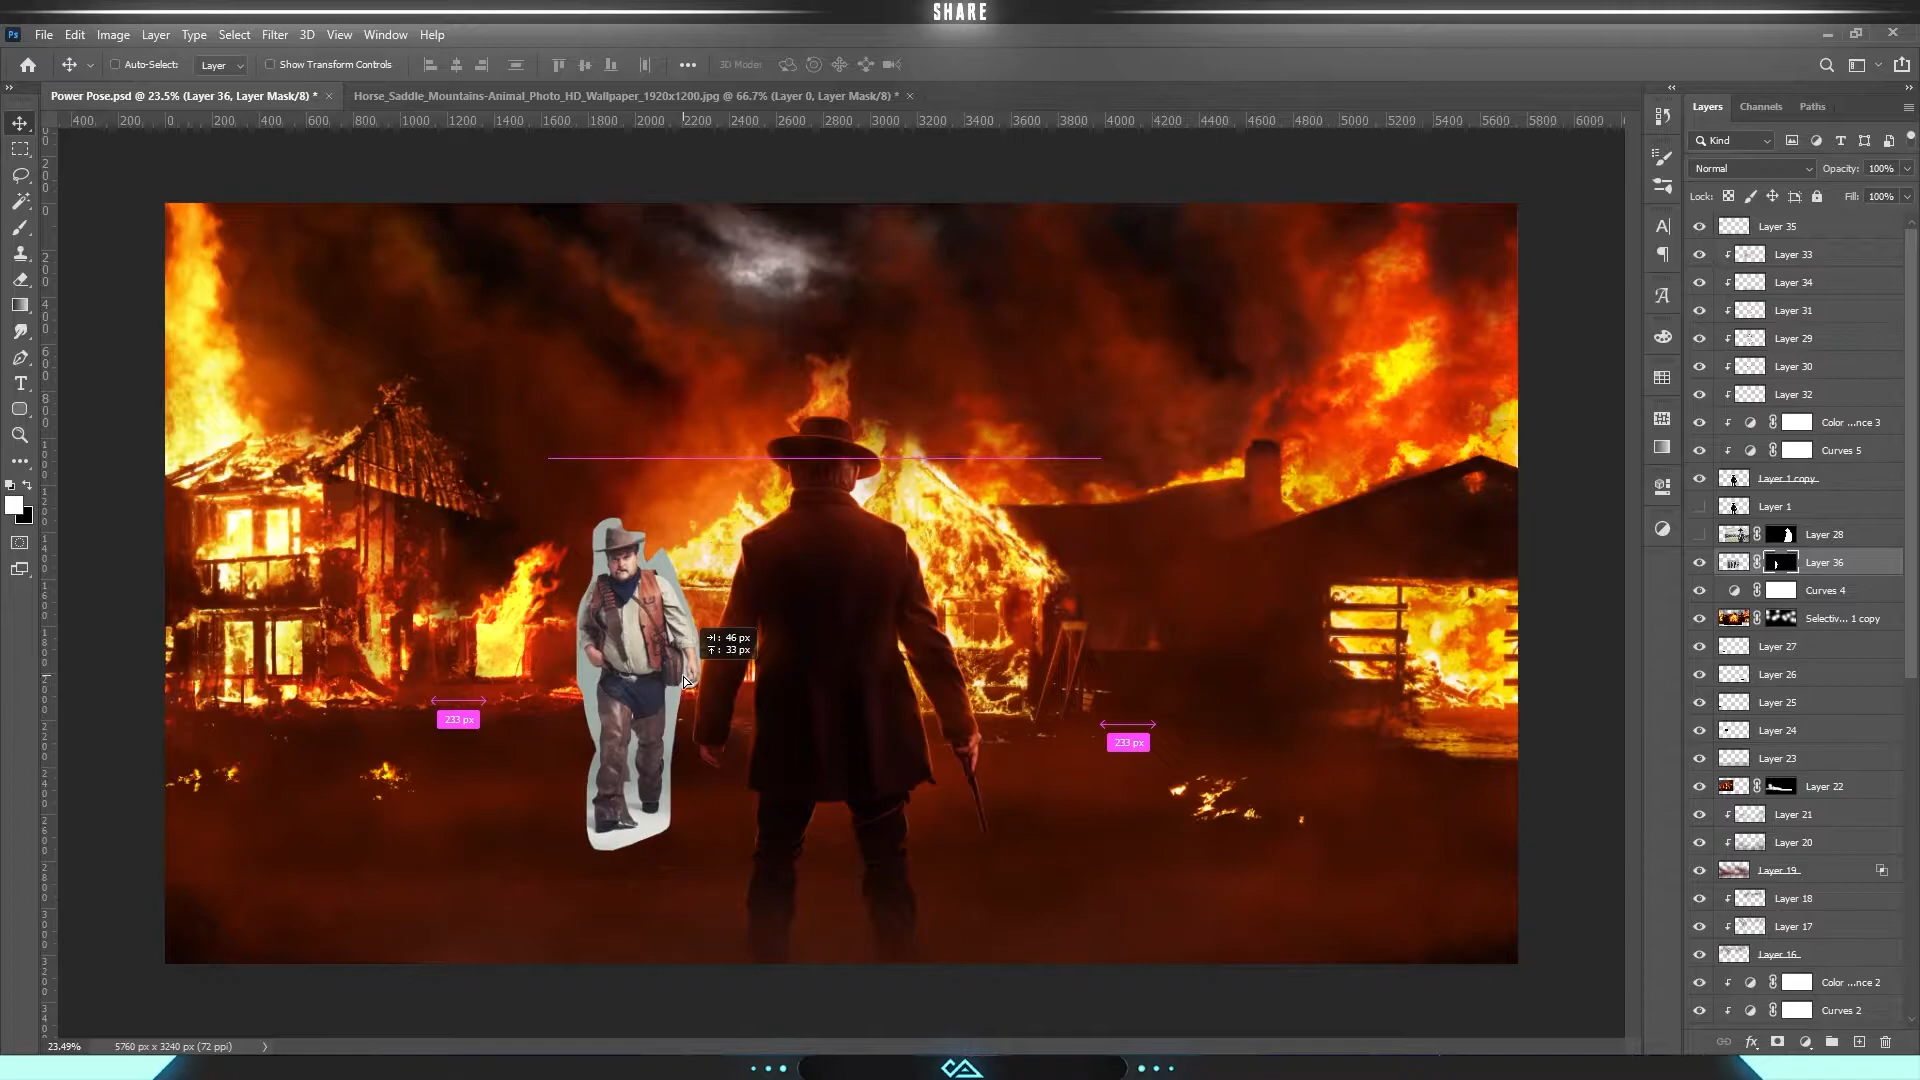 SHARE
Ps File Edit Image Layer Type Select Filter 3D View Window Help
Auto-Select: Layer Show Transform Controls 3D Mode:
Power Pose.psd @ 23.5% (Layer 36, Layer Mask/8) * × Horse_Saddle_Mountains-Animal_Photo_HD_Wallpaper_1920x1200.jpg @ 66.7% (Layer 0, Layer Mask/8) * ×
400 200 0 200 400 600 800 1000 1200 1400 1600 1800 2000 2200 2400 2600 2800 3000 3200 3400 3600 3800 4000 4200 4400 4600 4800 5000 5200 5400 5600 5800 6000
Layers Channels Paths
Kind
Normal Opacity: 100%
Lock: Fill: 100%
Layer 35
Layer 33
Layer 34
Layer 31
Layer 29
Layer 30
Layer 32
Color ...nce 3
Curves 5
Layer 1 copy
Layer 1
Layer 28
Layer 36
Curves 4
Selectiv... 1 copy
Layer 27
Layer 26
Layer 25
Layer 24
Layer 23
Layer 22
Layer 21
Layer 20
Layer 19
Layer 18
Layer 17
Layer 16
Color ...nce 2
Curves 2
: 46 px
: 33 px
233 px
233 px
23.49% 5760 px x 3240 px (72 ppi)